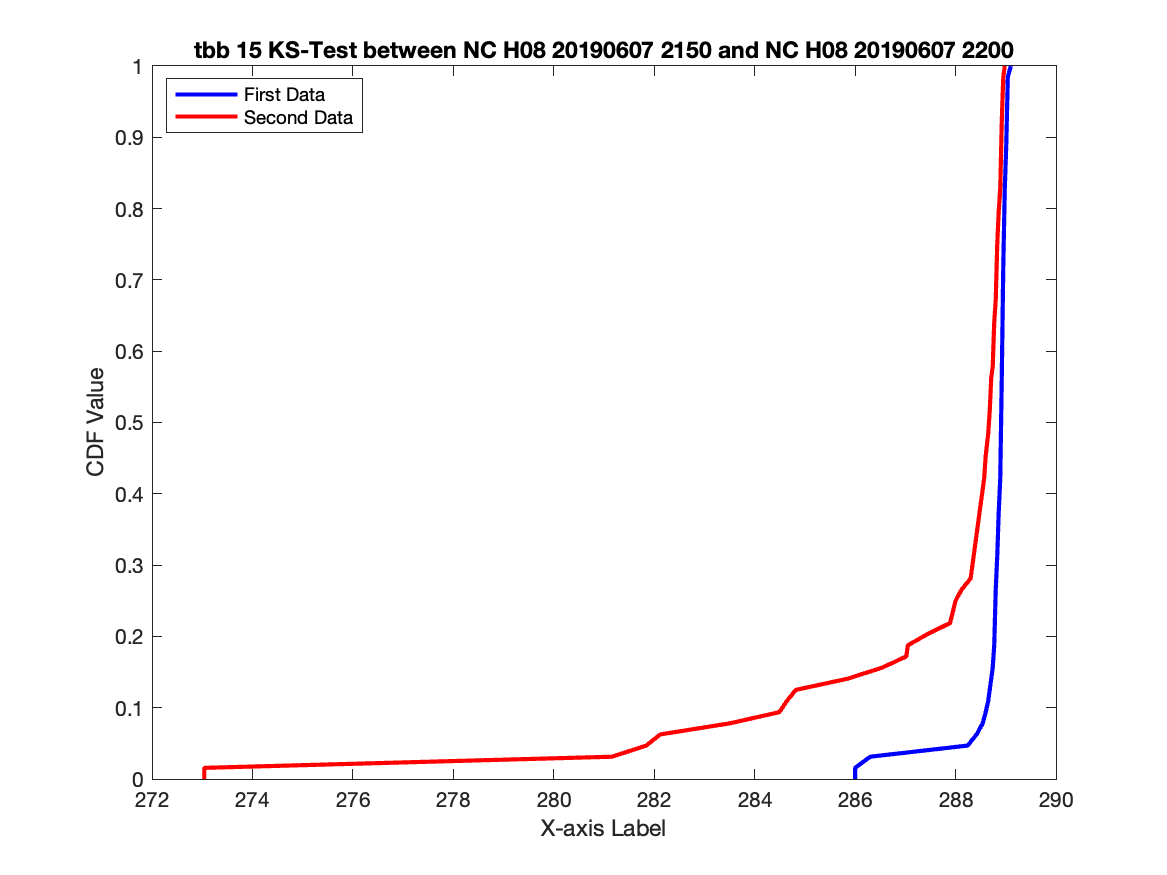 tbb 15 KS-Test between NC H08 20190607 2150 and NC H08 20190607 2200
1
First Data
Second Data
0.9
0.8
0.7
0.6
0.5
0.4
0.3
0.2
0.1
0
CDF Value
272 274 276 278 280 282 284 286 288 290
X-axis Label